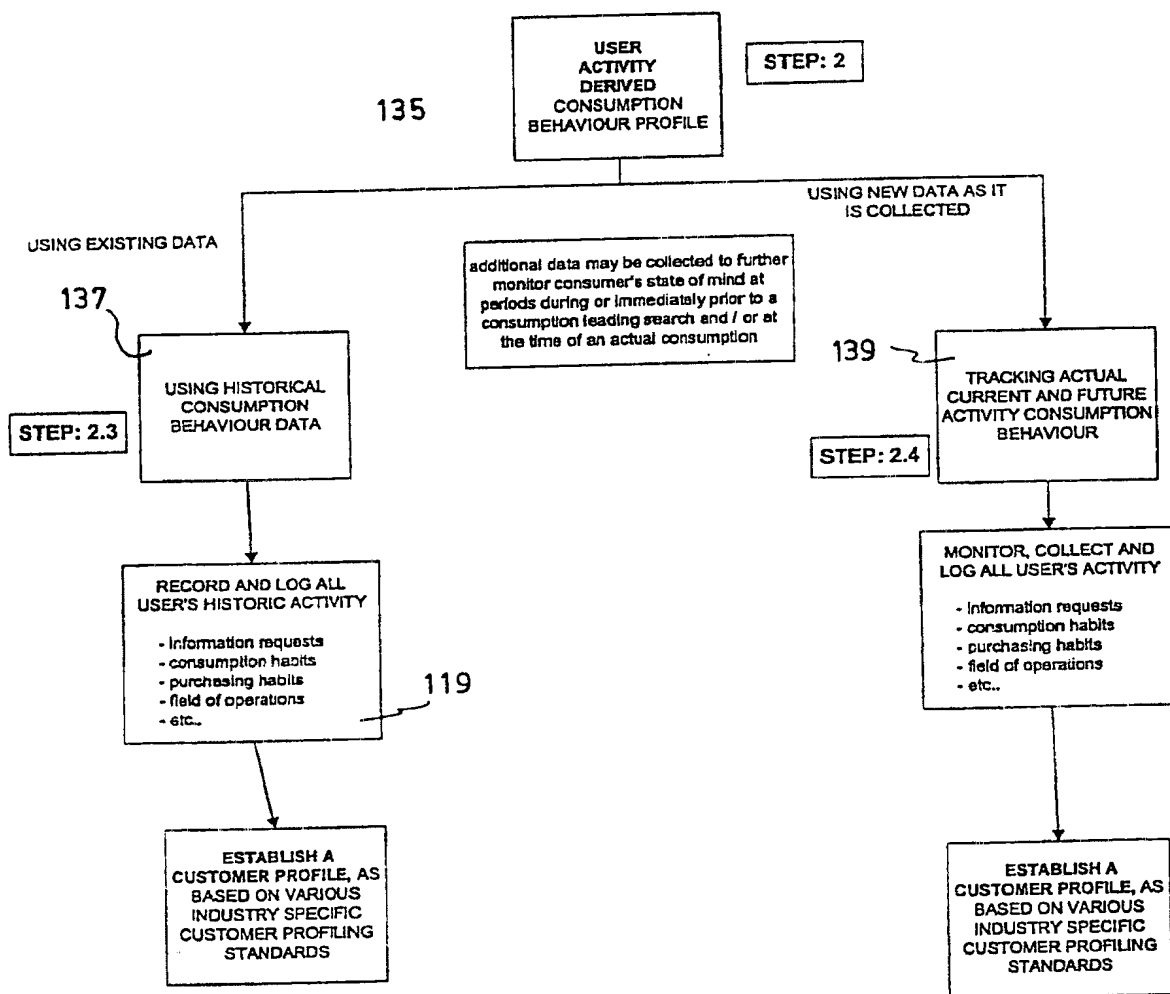 USER
ACTIVITY
DERIVED
CONSUMPTION
BEHAVIOUR PROFILE
STEP: 2
135
USING EXISTING DATA
USING NEW DATA AS IT
IS COLLECTED
additional data may be collected to further
monitor consumer's state of mind at
periods during or immediately prior to a
consumption leading search and / or at
the time of an actual consumption
137
USING HISTORICAL
CONSUMPTION
BEHAVIOUR DATA
STEP: 2.3
139
TRACKING ACTUAL
CURRENT AND FUTURE
ACTIVITY CONSUMPTION
BEHAVIOUR
STEP: 2.4
RECORD AND LOG ALL
USER'S HISTORIC ACTIVITY
- information requests
- consumption habits
- purchasing habits
- field of operations
- etc..
119
MONITOR, COLLECT AND
LOG ALL USER'S ACTIVITY
- information requests
- consumption habits
- purchasing habits
- field of operations
- etc..
ESTABLISH A
CUSTOMER PROFILE, AS
BASED ON VARIOUS
INDUSTRY SPECIFIC
CUSTOMER PROFILING
STANDARDS
ESTABLISH A
CUSTOMER PROFILE, AS
BASED ON VARIOUS
INDUSTRY SPECIFIC
CUSTOMER PROFILING
STANDARDS